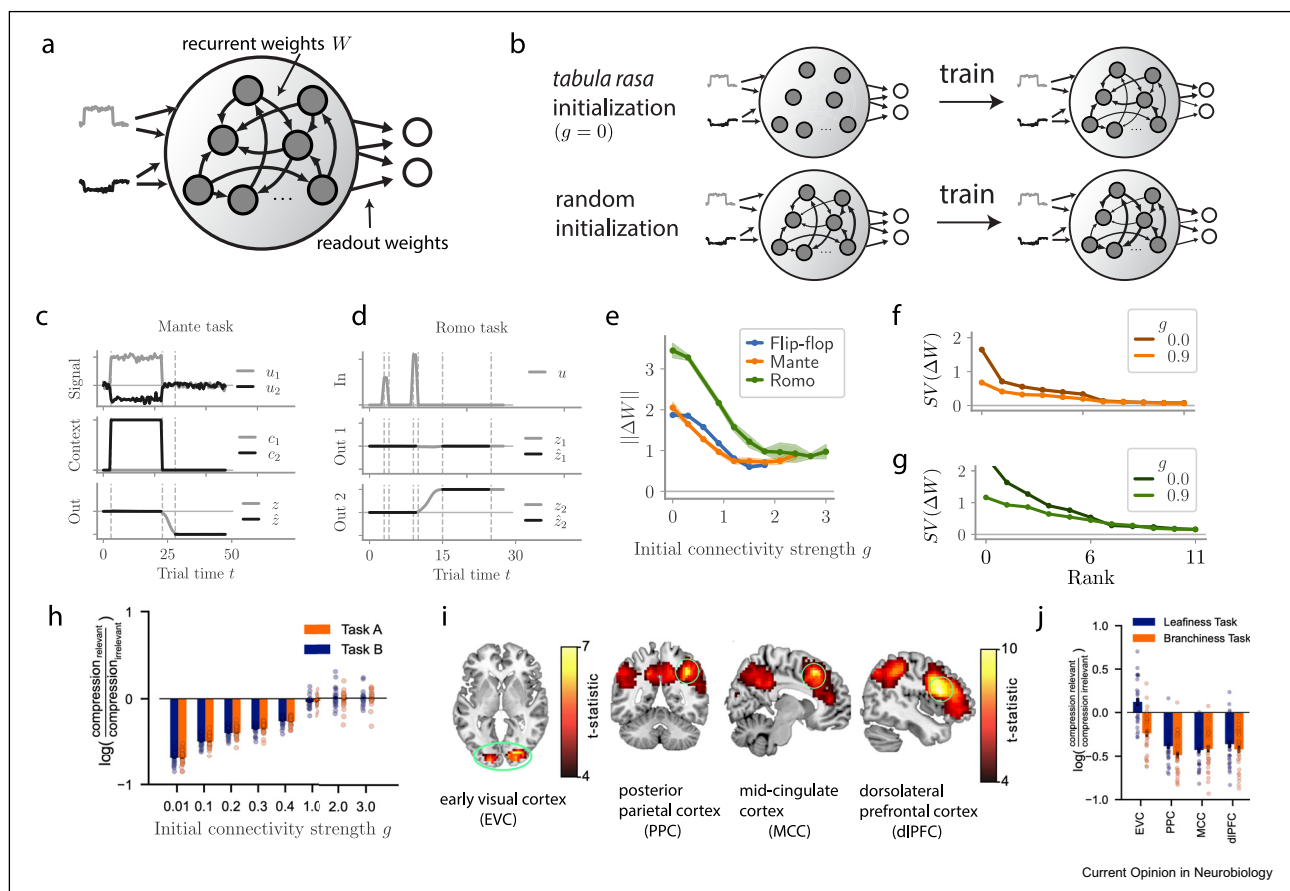 a
recurrent weights W
...
readout weights
b
tabula rasa
initialization
(g = 0)
train
...
...
random
initialization
train
...
...
c
Mante task
Signal
u₁
u₂
Context
c₁
c₂
Out
z
ẑ
0 25 50
Trial time t
d
Romo task
In
u
Out 1
z₁
ẑ₁
Out 2
z₂
ẑ₂
0 15 30
Trial time t
e
||ΔW||
3
2
1
0
Flip-flop
Mante
Romo
0 1 2 3
Initial connectivity strength g
f
SV(ΔW)
2
1
0
g
0.0
0.9
g
SV(ΔW)
2
1
0
g
0.0
0.9
0 6 11
Rank
h
log(compression relevant / compression irrelevant)
1
0
−1
Task A
Task B
0.01 0.1 0.2 0.3 0.4 1.0 2.0 3.0
Initial connectivity strength g
i
7
t-statistic
4
10
t-statistic
4
early visual cortex
(EVC)
posterior
parietal cortex
(PPC)
mid-cingulate
cortex
(MCC)
dorsolateral
prefrontal cortex
(dlPFC)
j
log(compression relevant / compression irrelevant)
1.0
0.5
0.0
−0.5
−1.0
Leafiness Task
Branchiness Task
EVC
PPC
MCC
dlPFC
Current Opinion in Neurobiology